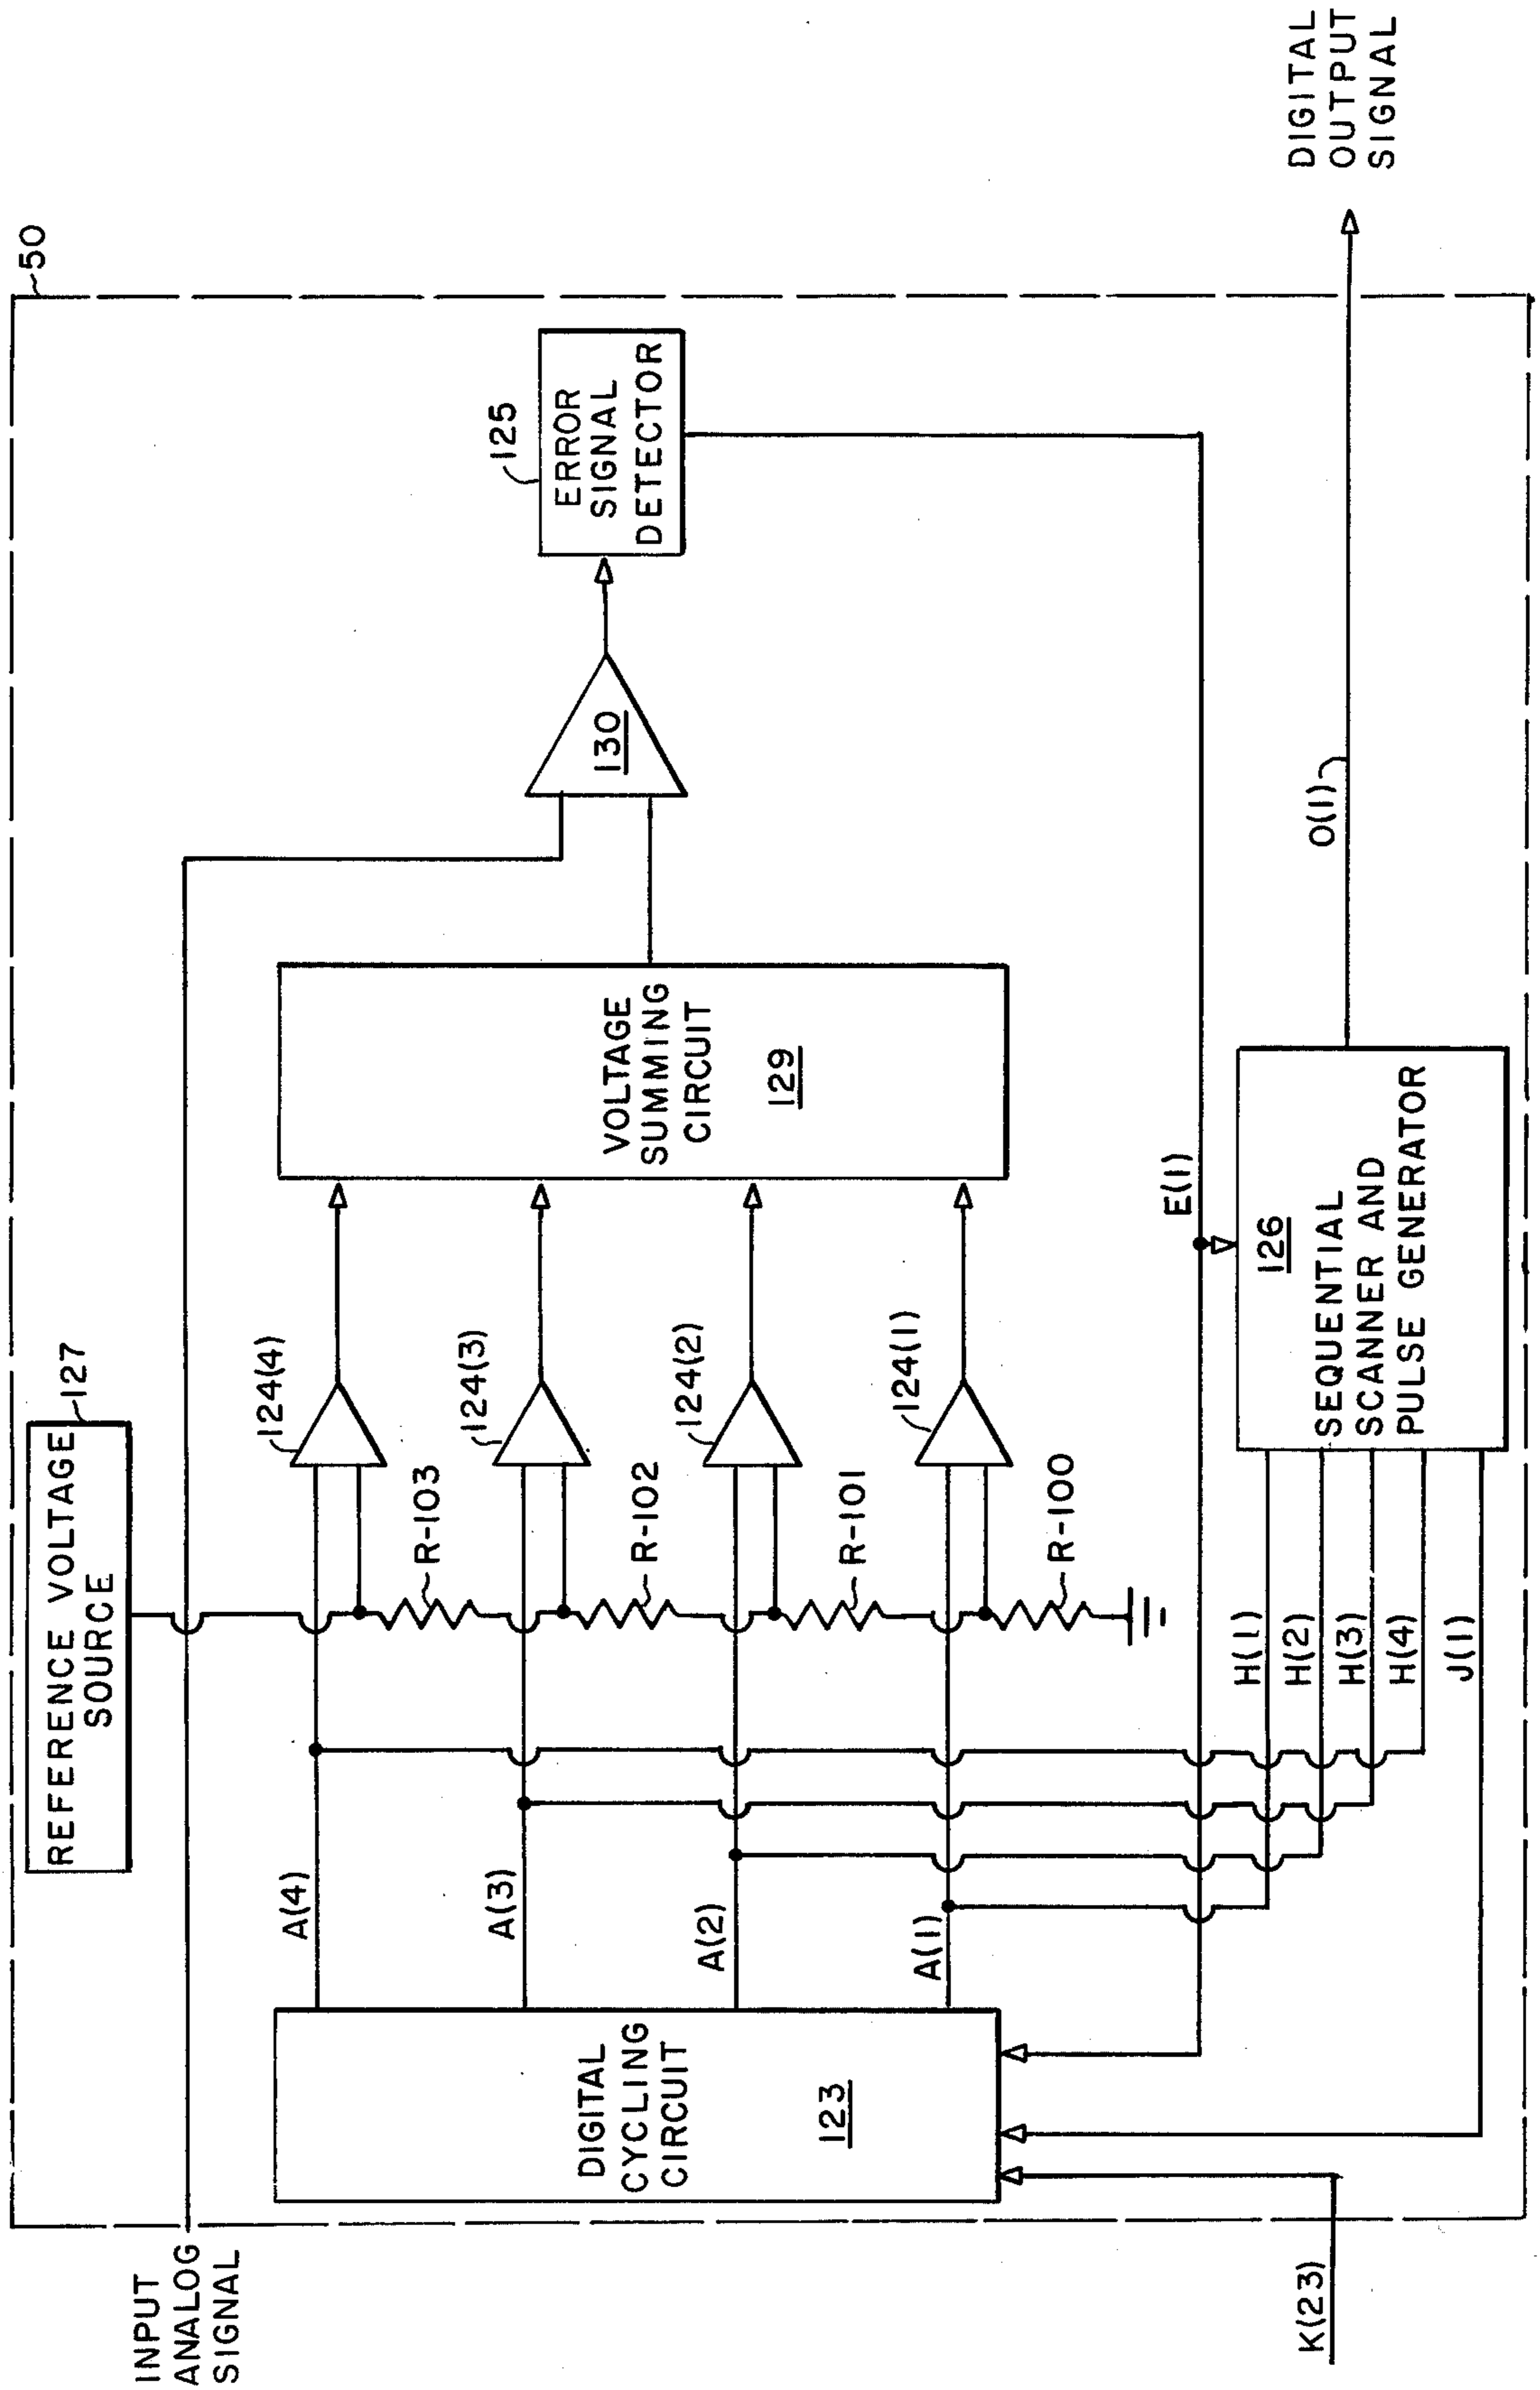 50
REFERENCE VOLTAGE
SOURCE
127
INPUT
ANALOG
SIGNAL
A(4)
A(3)
A(2)
A(1)
124(4)
124(3)
124(2)
124(1)
R-103
R-102
R-101
R-100
DIGITAL
CYCLING
CIRCUIT
123
VOLTAGE
SUMMING
CIRCUIT
129
130
125
ERROR
SIGNAL
DETECTOR
E(1)
H(1)
H(2)
H(3)
H(4)
J(1)
126
SEQUENTIAL
SCANNER AND
PULSE GENERATOR
O(1)
DIGITAL
OUTPUT
SIGNAL
K(23)